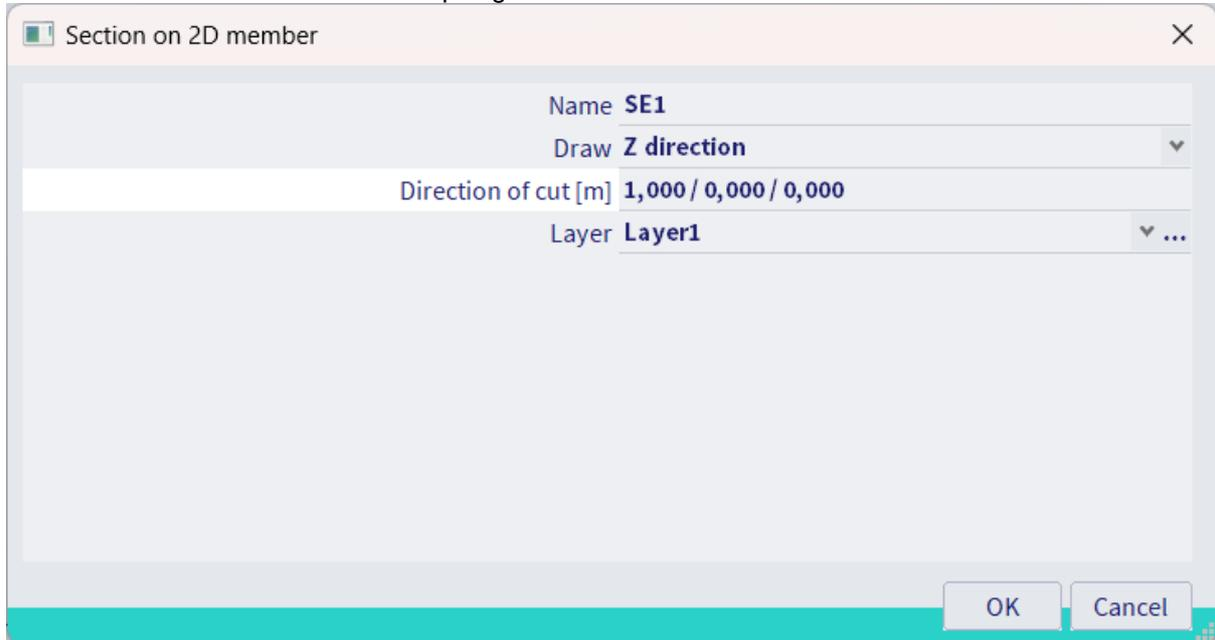 Section on 2D member
Name SE1
Draw Z direction
Direction of cut [m] 1,000 / 0,000 / 0,000
Layer Layer1 ...
OK Cancel